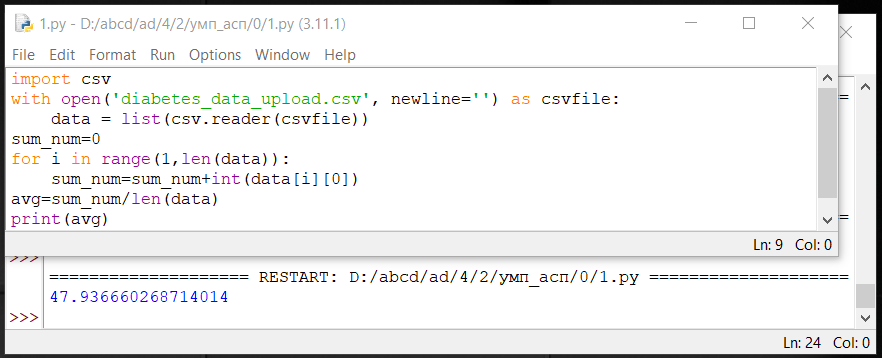 1.py - D:/abcd/ad/4/2/умп_асп/0/1.py (3.11.1)
File Edit Format Run Options Window Help
import csv
with open('diabetes_data_upload.csv', newline='') as csvfile:
    data = list(csv.reader(csvfile))
sum_num=0
for i in range(1,len(data)):
    sum_num=sum_num+int(data[i][0])
avg=sum_num/len(data)
print(avg)
Ln: 9 Col: 0
>>>
==================== RESTART: D:/abcd/ad/4/2/умп_асп/0/1.py ====================
47.936660268714014
>>>
Ln: 24 Col: 0